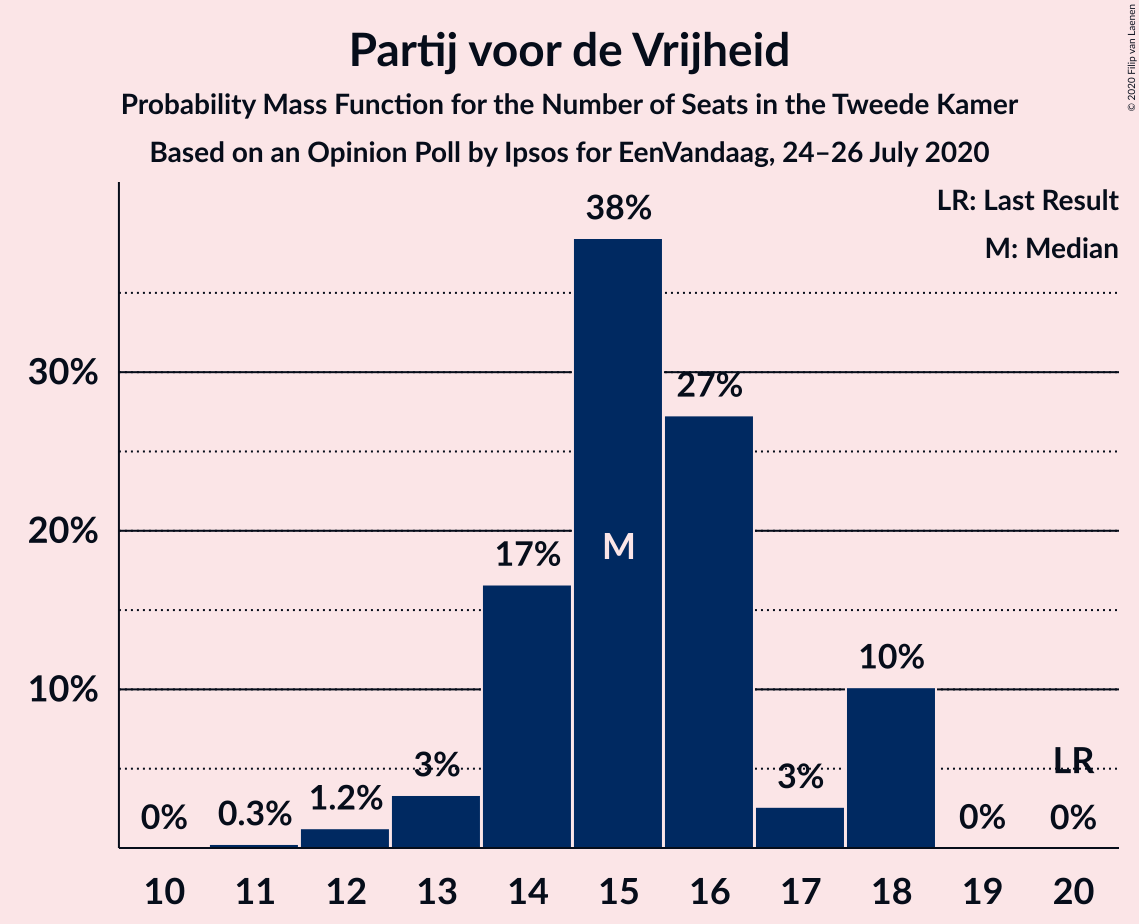 Partij voor de Vrijheid
Probability Mass Function for the Number of Seats in the Tweede Kamer
Based on an Opinion Poll by Ipsos for EenVandaag, 24–26 July 2020
© 2020 Filip van Laenen
LR: Last Result
M: Median
38%
30%
27%
20%
17%
M
10%
10%
LR
3%
3%
1.2%
0.3%
0%
0%
0%
10 11 12 13 14 15 16 17 18 19 20